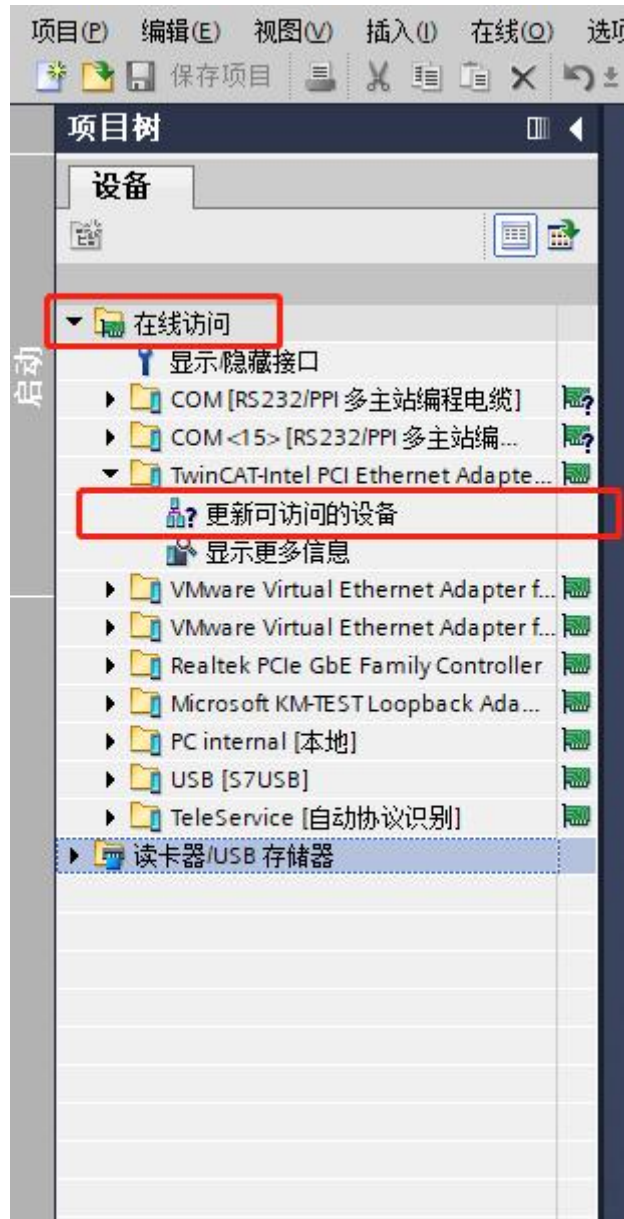 项目(P) 编辑(E) 视图(V) 插入(I) 在线(O) 选项
保存项目
项目树
设备
启动
在线访问
显示/隐藏接口
COM [RS232/PPI 多主站编程电缆]
COM <15> [RS232/PPI 多主站编...
TwinCAT-Intel PCI Ethernet Adapte...
更新可访问的设备
显示更多信息
VMware Virtual Ethernet Adapter f...
VMware Virtual Ethernet Adapter f...
Realtek PCIe GbE Family Controller
Microsoft KM-TEST Loopback Ada...
PC internal [本地]
USB [S7USB]
TeleService [自动协议识别]
读卡器/USB 存储器